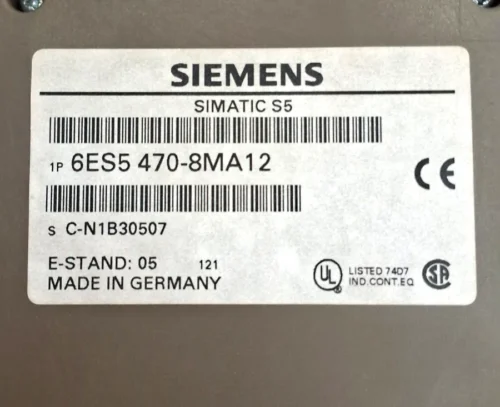 SIEMENS
SIMATIC S5
1P 6ES5 470-8MA12
S C-N1B30507
E-STAND: 05 121
MADE IN GERMANY
CE
UL LISTED 74D7
IND.CONT.EQ
SA